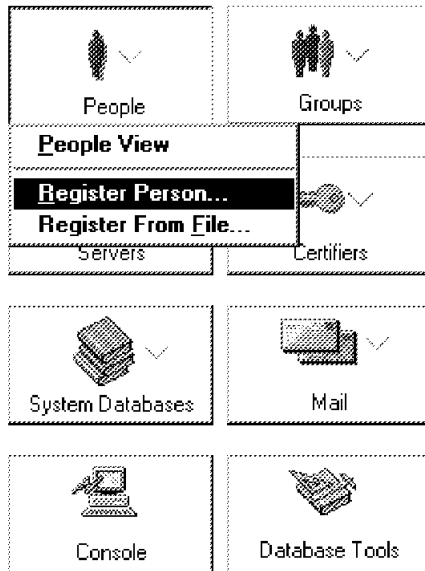 People
Groups
People View
Register Person...
Register From File...
Servers
Certifiers
System Databases
Mail
Console
Database Tools